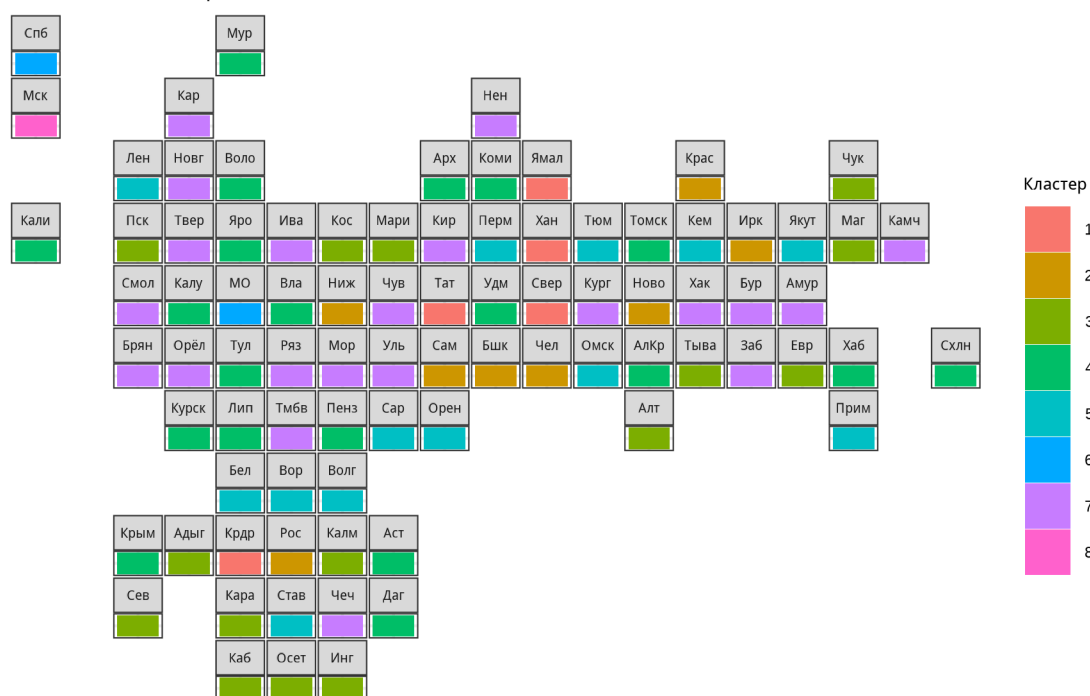 Спб Мур
Мск Кар Нен
Лен Новг Воло Арх Коми Ямал Крас Чук
Кластер
Кали Пск Твер Яро Ива Кос Мари Кир Перм Хан Тюм Томск Кем Ирк Якут Маг Камч
1
2
Смол Калу МО Вла Ниж Чув Тат Удм Свер Кург Ново Хак Бур Амур
3
Брян Орёл Тул Ряз Мор Уль Сам Бшк Чел Омск АлКр Тыва Заб Евр Хаб Схлн
4
Курск Лип Тмбв Пенз Сар Орен Алт Прим
5
6
Бел Вор Волг
7
Крым Адыг Крдр Рос Калм Аст
8
Сев Кара Став Чеч Даг
Каб Осет Инг